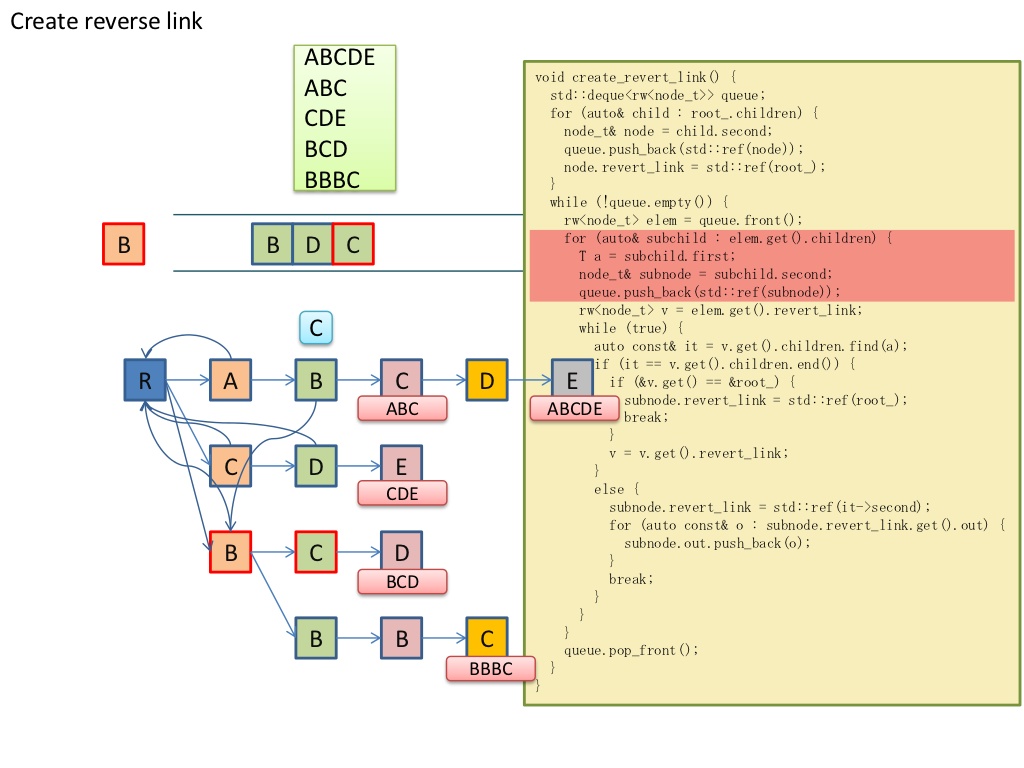 Create reverse link
ABCDE
ABC
CDE
BCD
BBBC
B
B D C
C
R A B C D E
ABC
ABCDE
C D E
CDE
B C D
BCD
B B C
BBBC
void create_revert_link() {
std::deque<rw<node_t>> queue;
for (auto& child : root_.children) {
node_t& node = child.second;
queue.push_back(std::ref(node));
node.revert_link = std::ref(root_);
}
while (!queue.empty()) {
rw<node_t> elem = queue.front();
for (auto& subchild : elem.get().children) {
T a = subchild.first;
node_t& subnode = subchild.second;
queue.push_back(std::ref(subnode));
rw<node_t> v = elem.get().revert_link;
while (true) {
auto const& it = v.get().children.find(a);
if (it == v.get().children.end()) {
if (&v.get() == &root_) {
subnode.revert_link = std::ref(root_);
break;
}
v = v.get().revert_link;
}
else {
subnode.revert_link = std::ref(it->second);
for (auto const& o : subnode.revert_link.get().out) {
subnode.out.push_back(o);
}
break;
}
}
}
queue.pop_front();
}
}